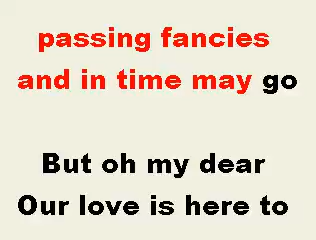 passing fancies
and in time may go
But oh my dear
Our love is here to